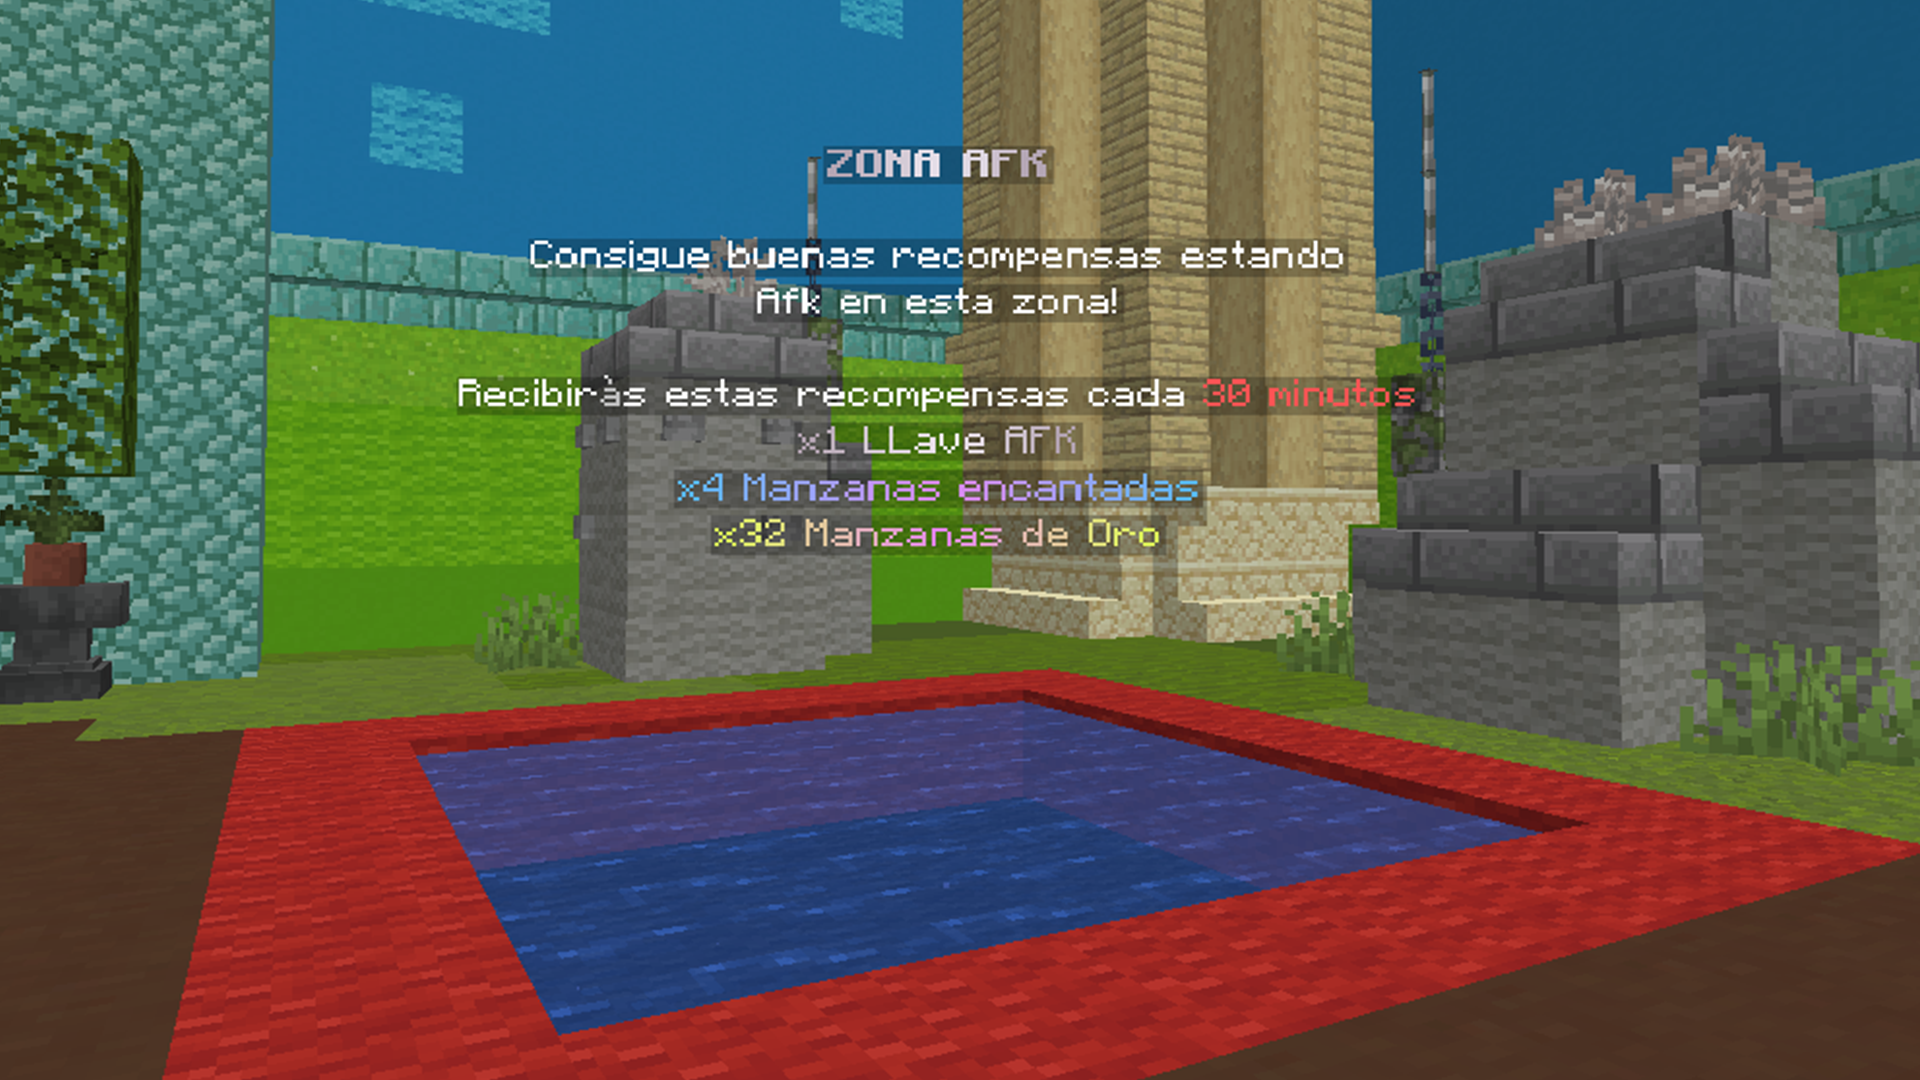 ZONA AFK
Consigue buenas recompensas estando
Afk en esta zona!
Recibiràs estas recompensas cada 30 minutos
x1 LLave AFK
x4 Manzanas encantadas
x32 Manzanas de Oro